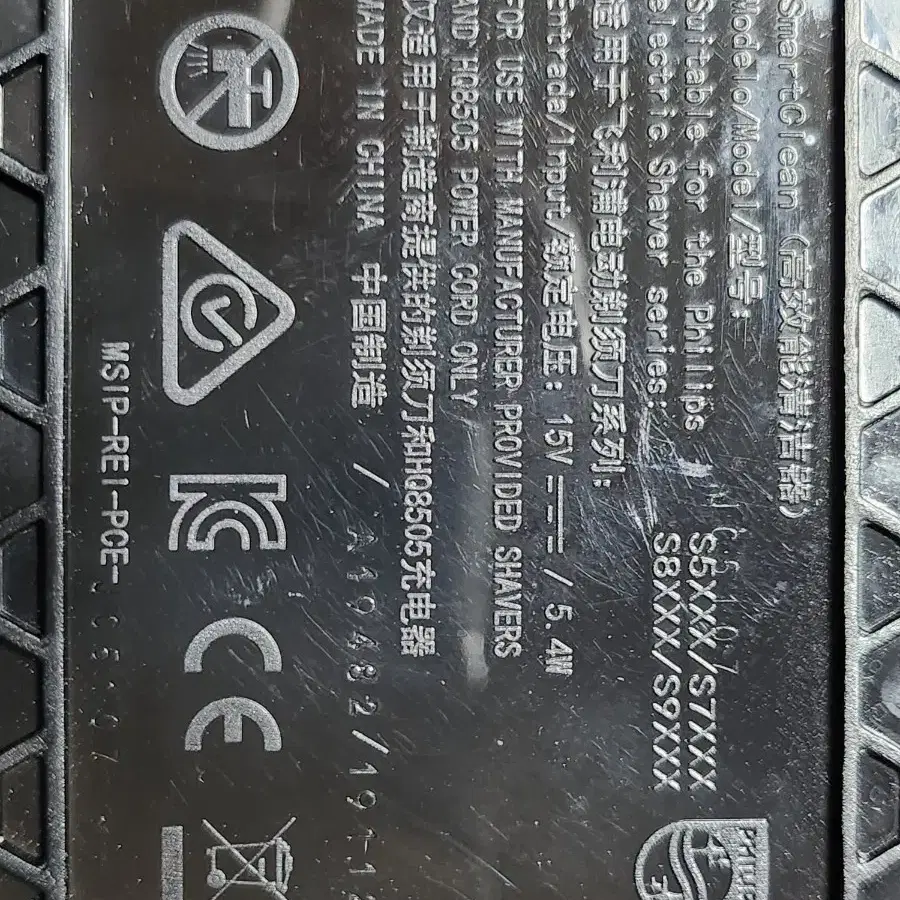 SmartClean (高效能清洁器)
Modelo/Model/型号:
Suitable for the Philips S5XXX/S7XXX
electric Shaver series: S8XXX/S9XXX
适用于飞利浦电动剃须刀系列:
Entrada/Input/额定电压: 15V / 5.4W
FOR USE WITH MANUFACTURER PROVIDED SHAVERS
AND HQ8505 POWER CORD ONLY
仅适用于制造商提供的剃须刀和HQ8505充电器
MADE IN CHINA 中国制造 / A19482/19-1
MSIP-REI-PCE-
PHILIPS